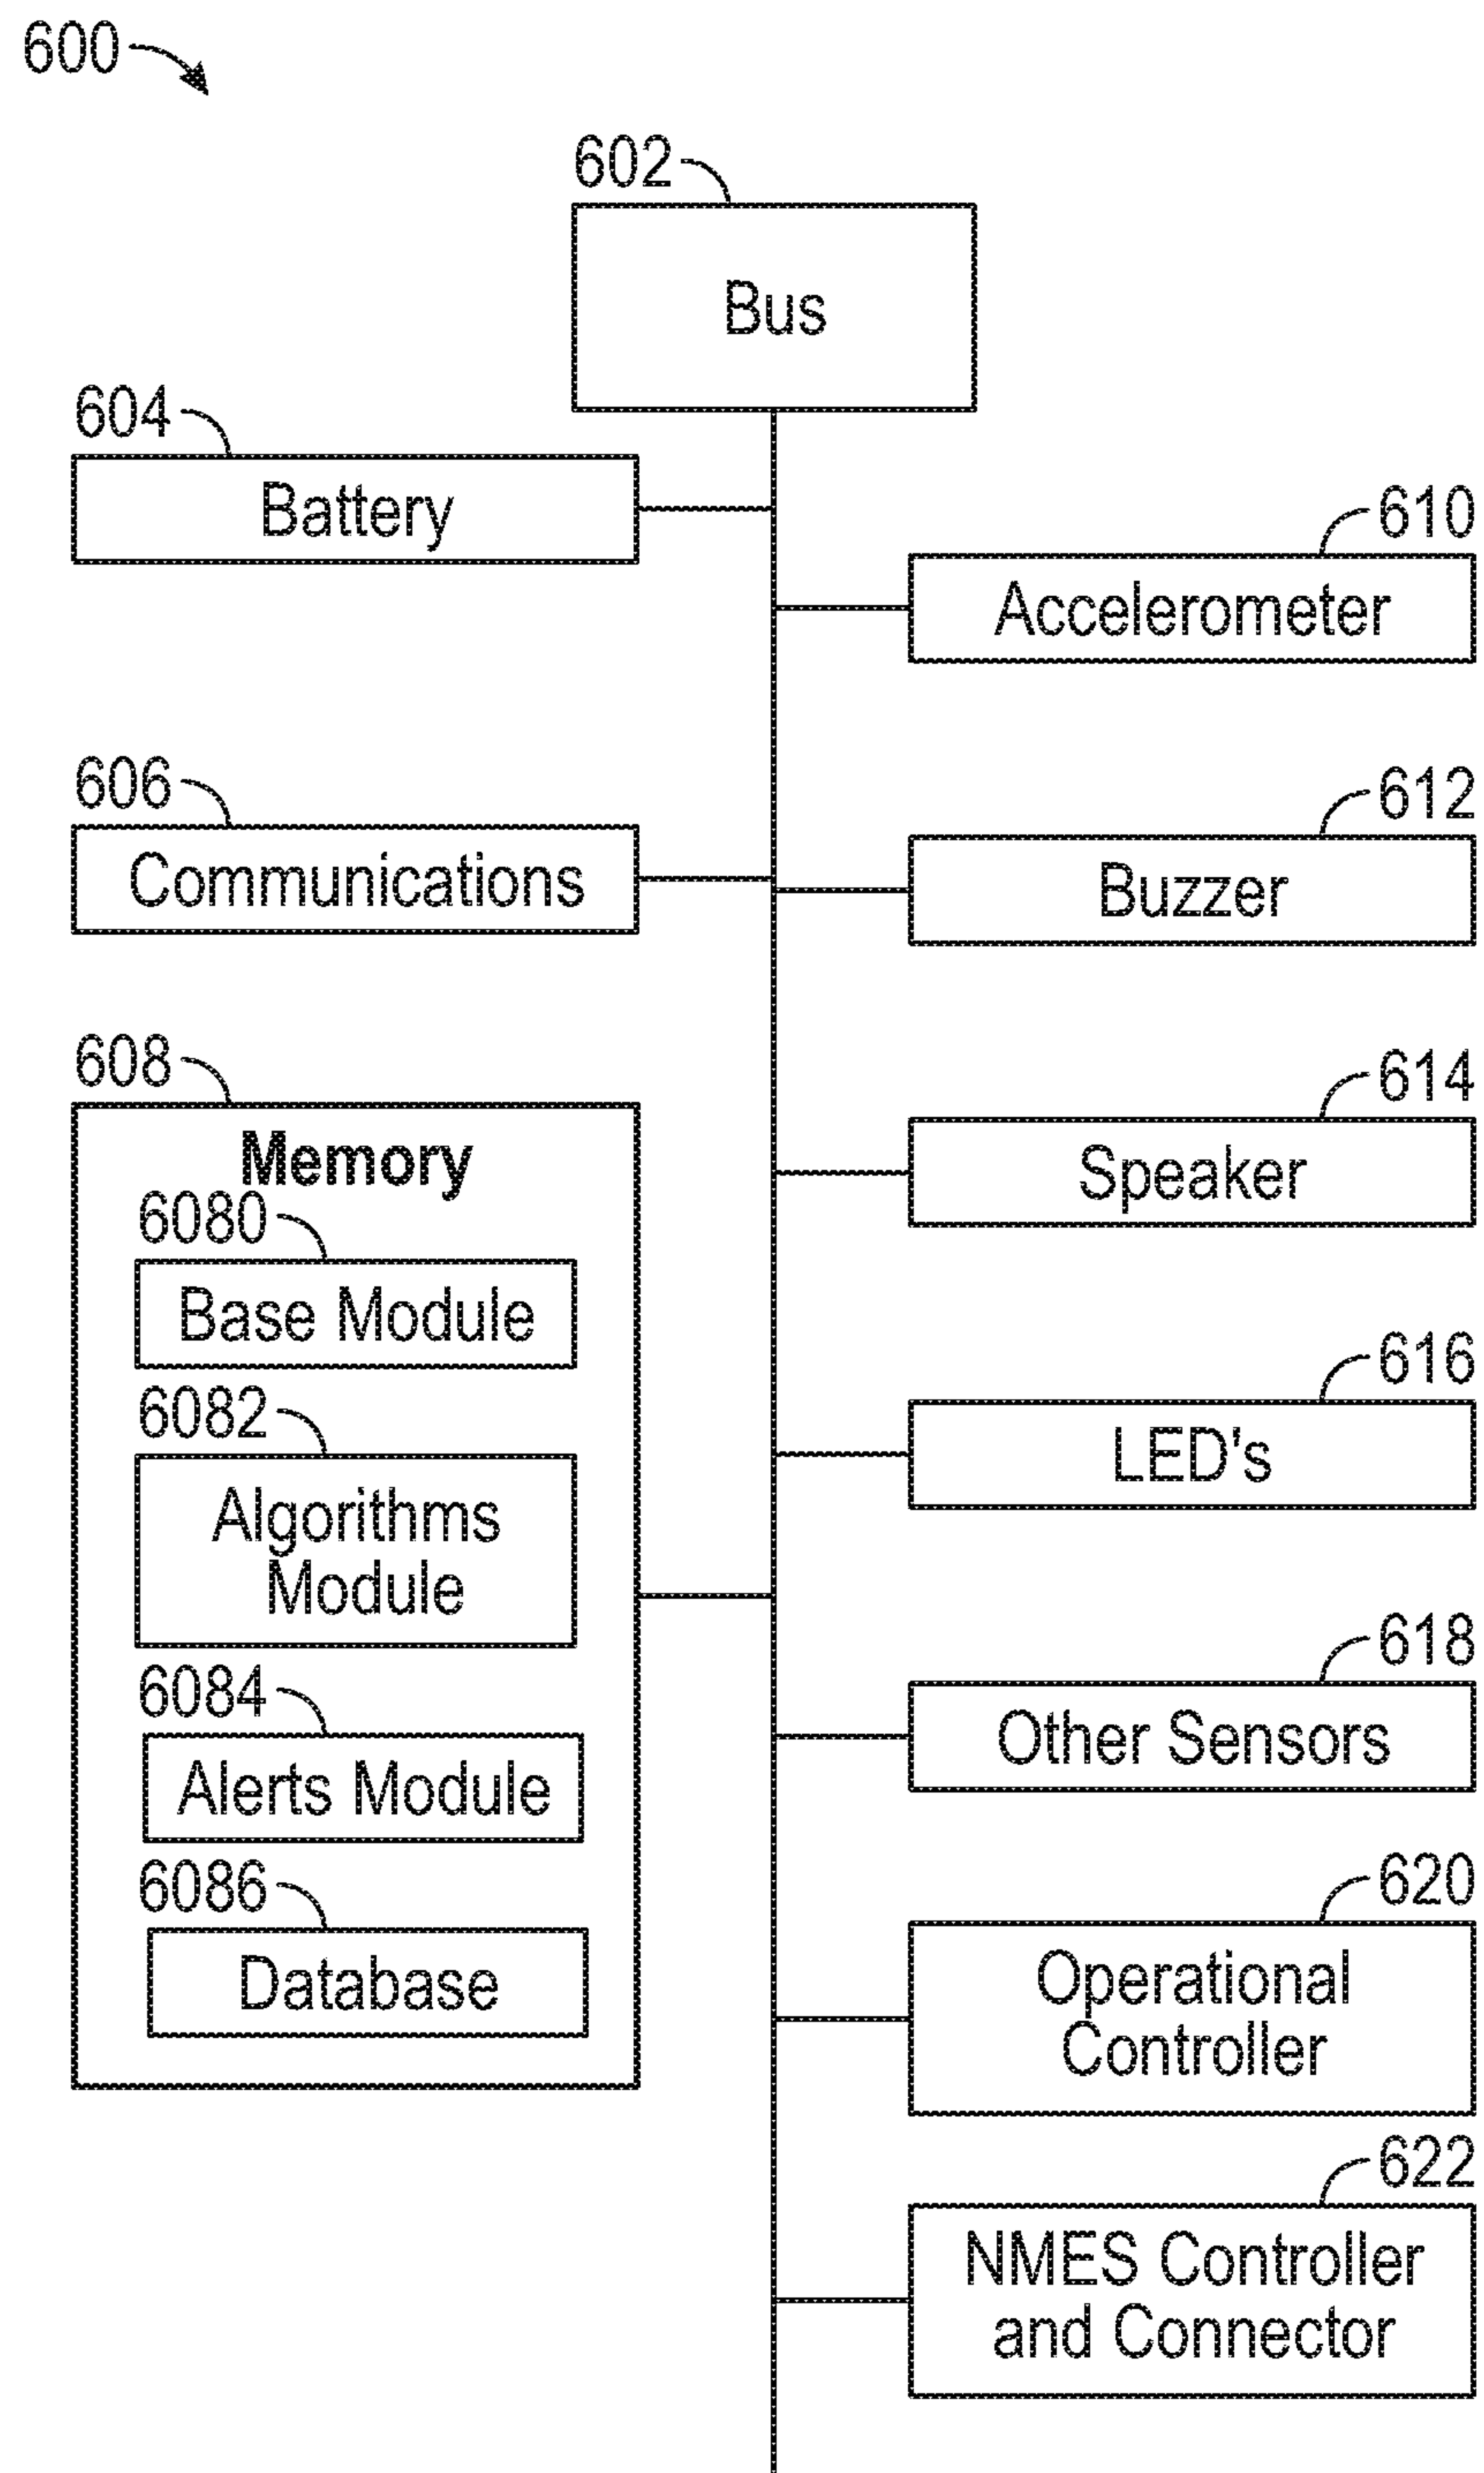 600
602
Bus
604
Battery
610
Accelerometer
606
Communications
612
Buzzer
608
Memory
6080
Base Module
6082
Algorithms
Module
6084
Alerts Module
6086
Database
614
Speaker
616
LED's
618
Other Sensors
620
Operational
Controller
622
NMES Controller
and Connector